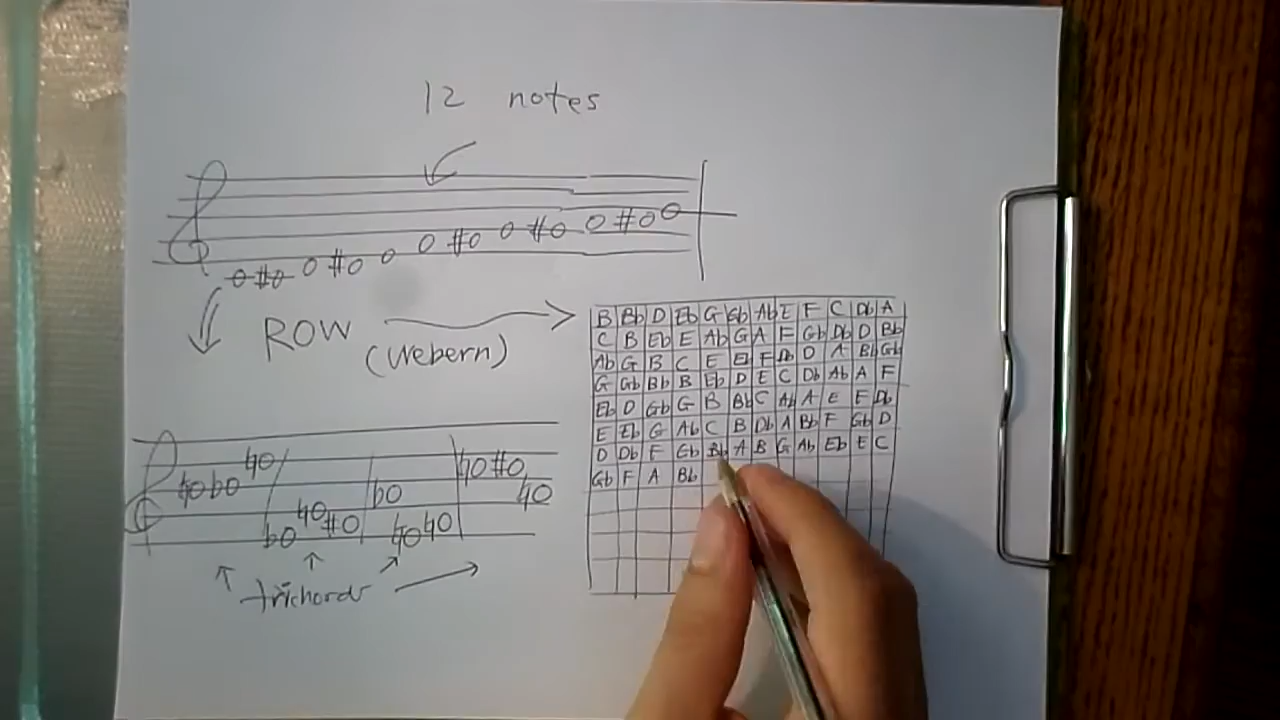 12 notes
ROW
(Webern)
trichords
B Bb D Eb G Gb Ab E F C Db A
C B Eb E Ab G A F Gb Db D Bb
Ab G B C E Eb F Db D A Bb Gb
G Gb Bb B Eb D E C Db Ab A F
Eb D Gb G B Bb C Ab A E F Db
E Eb G Ab C B Db A Bb F Gb D
D Db F Gb Bb A B G Ab Eb E C
Gb F A Bb